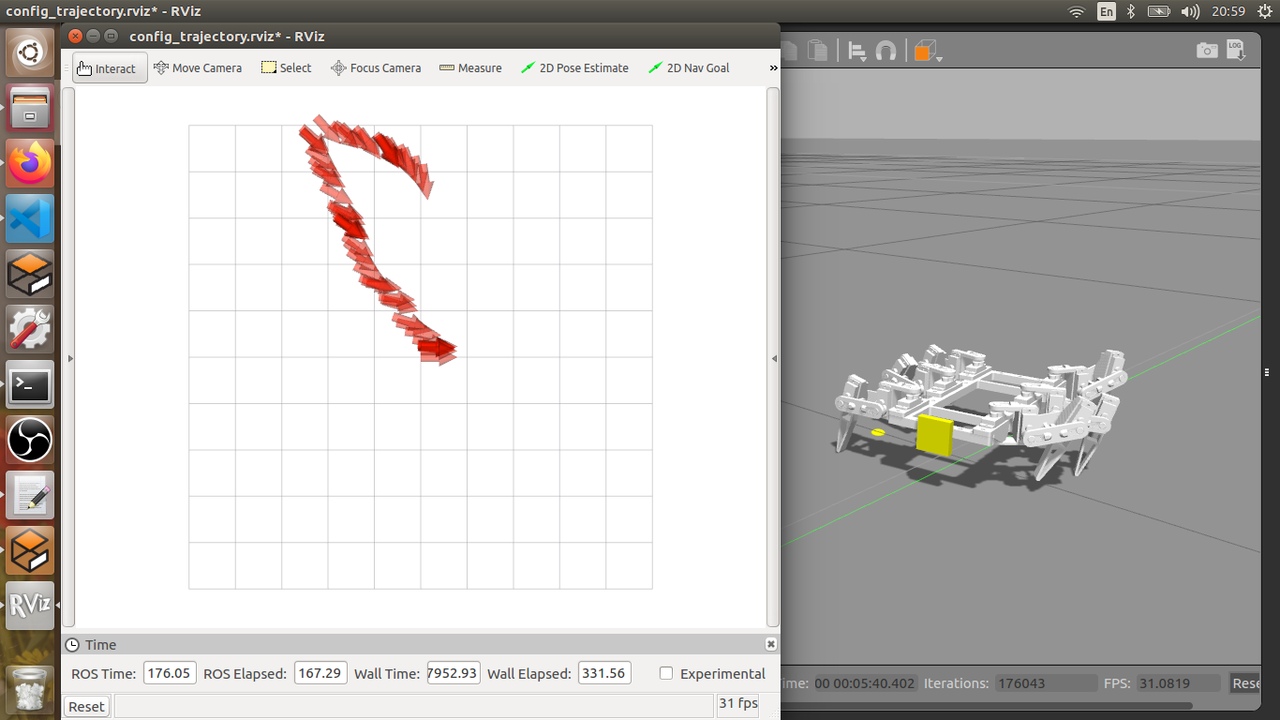 config_trajectory.rviz* - RViz
En
20:59
config_trajectory.rviz* - RViz
Interact
Move Camera
Select
Focus Camera
Measure
2D Pose Estimate
2D Nav Goal
»
LOG
RViz
Time
ROS Time: 176.05 ROS Elapsed: 167.29 Wall Time: 7952.93 Wall Elapsed: 331.56 Experimental
Reset
31 fps
ime: 00 00:05:40.402 Iterations: 176043 FPS: 31.0819 Rese